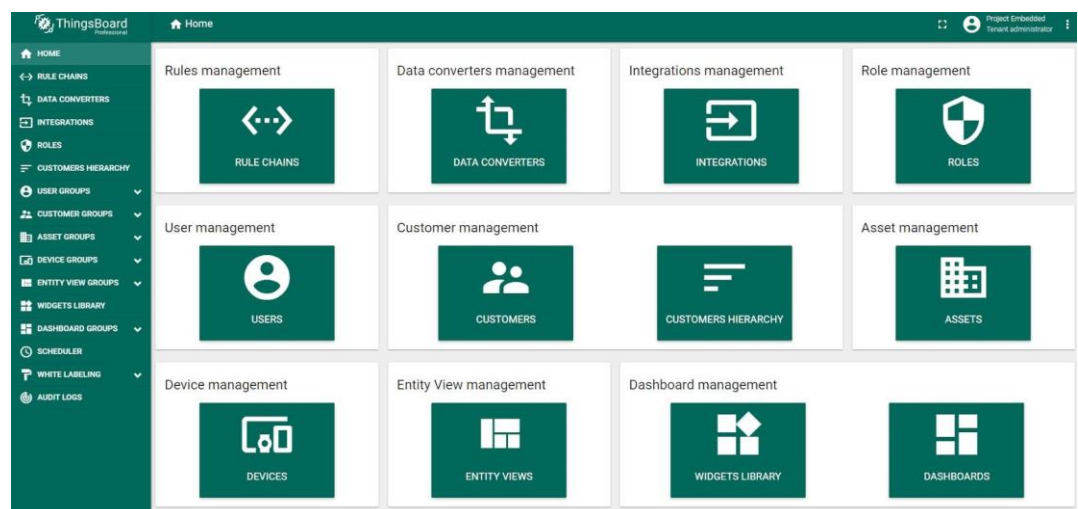 ThingsBoard
Professional
Home
Project Embedded
Tenant administrator
HOME
RULE CHAINS
DATA CONVERTERS
INTEGRATIONS
ROLES
CUSTOMERS HIERARCHY
USER GROUPS
CUSTOMER GROUPS
ASSET GROUPS
DEVICE GROUPS
ENTITY VIEW GROUPS
WIDGETS LIBRARY
DASHBOARD GROUPS
SCHEDULER
WHITE LABELING
AUDIT LOGS
Rules management
RULE CHAINS
Data converters management
DATA CONVERTERS
Integrations management
INTEGRATIONS
Role management
ROLES
User management
USERS
Customer management
CUSTOMERS
CUSTOMERS HIERARCHY
Asset management
ASSETS
Device management
DEVICES
Entity View management
ENTITY VIEWS
Dashboard management
WIDGETS LIBRARY
DASHBOARDS